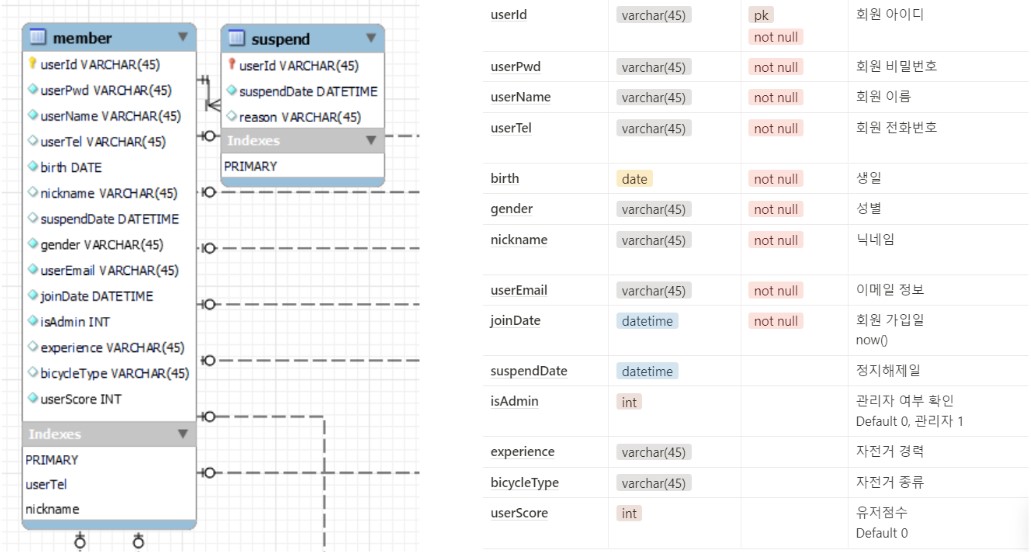 member
userId VARCHAR(45)
userPwd VARCHAR(45)
userName VARCHAR(45)
userTel VARCHAR(45)
birth DATE
nickname VARCHAR(45)
suspendDate DATETIME
gender VARCHAR(45)
userEmail VARCHAR(45)
joinDate DATETIME
isAdmin INT
experience VARCHAR(45)
bicycleType VARCHAR(45)
userScore INT
Indexes
PRIMARY
userTel
nickname
suspend
userId VARCHAR(45)
suspendDate DATETIME
reason VARCHAR(45)
Indexes
PRIMARY
userId varchar(45) pk 회원 아이디
not null
userPwd varchar(45) not null 회원 비밀번호
userName varchar(45) not null 회원 이름
userTel varchar(45) not null 회원 전화번호
birth date not null 생일
gender varchar(45) not null 성별
nickname varchar(45) not null 닉네임
userEmail varchar(45) not null 이메일 정보
joinDate datetime not null 회원 가입일
now()
suspendDate datetime 정지해제일
isAdmin int 관리자 여부 확인
Default 0, 관리자 1
experience varchar(45) 자전거 경력
bicycleType varchar(45) 자전거 종류
userScore int 유저점수
Default 0